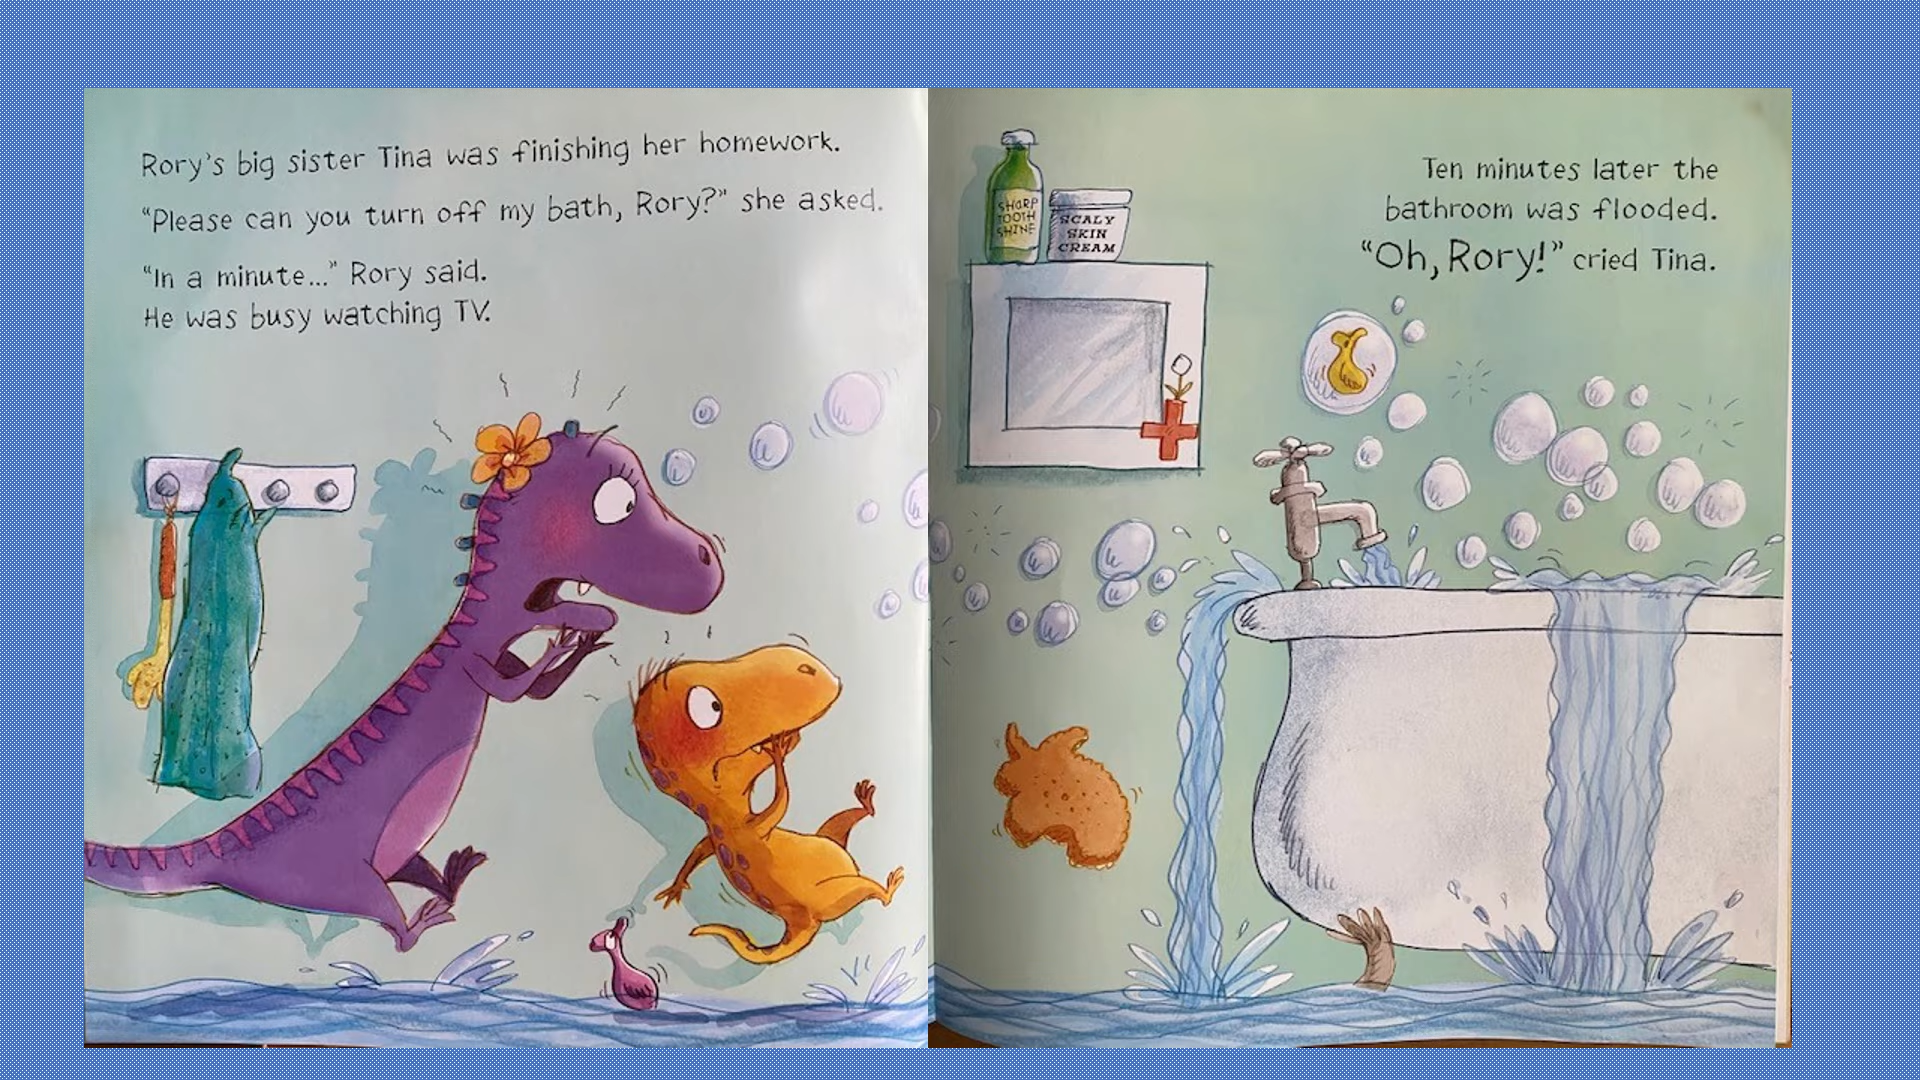 Rory's big sister Tina was finishing her homework.
"Please can you turn off my bath, Rory?" she asked.
"In a minute..." Rory said.
He was busy watching TV.
SHARP
TOOTH
SHINE
SCALY
SKIN
CREAM
Ten minutes later the
bathroom was flooded.
"Oh, Rory!" cried Tina.